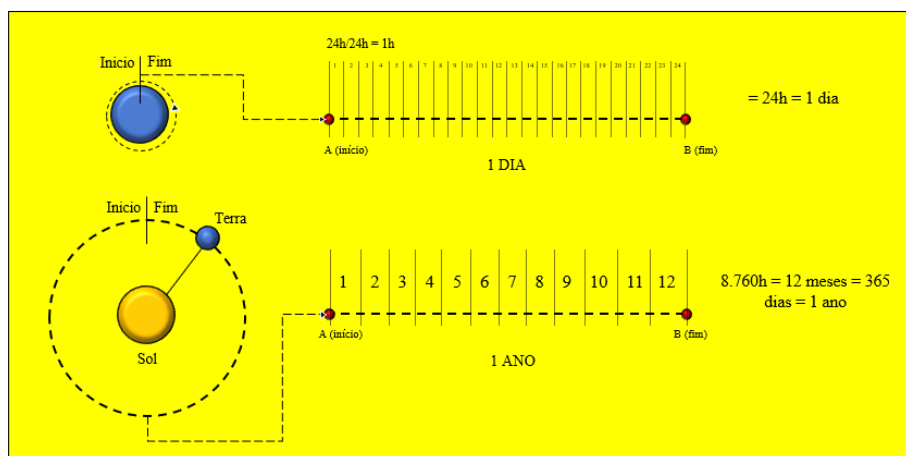 24h/24h = 1h
Inicio Fim
1 2 3 4 5 6 7 8 9 10 11 12 13 14 15 16 17 18 19 20 21 22 23 24
= 24h = 1 dia
A (início)
B (fim)
1 DIA
Inicio Fim
Terra
1 2 3 4 5 6 7 8 9 10 11 12
8.760h = 12 meses = 365
dias = 1 ano
A (início)
B (fim)
Sol
1 ANO